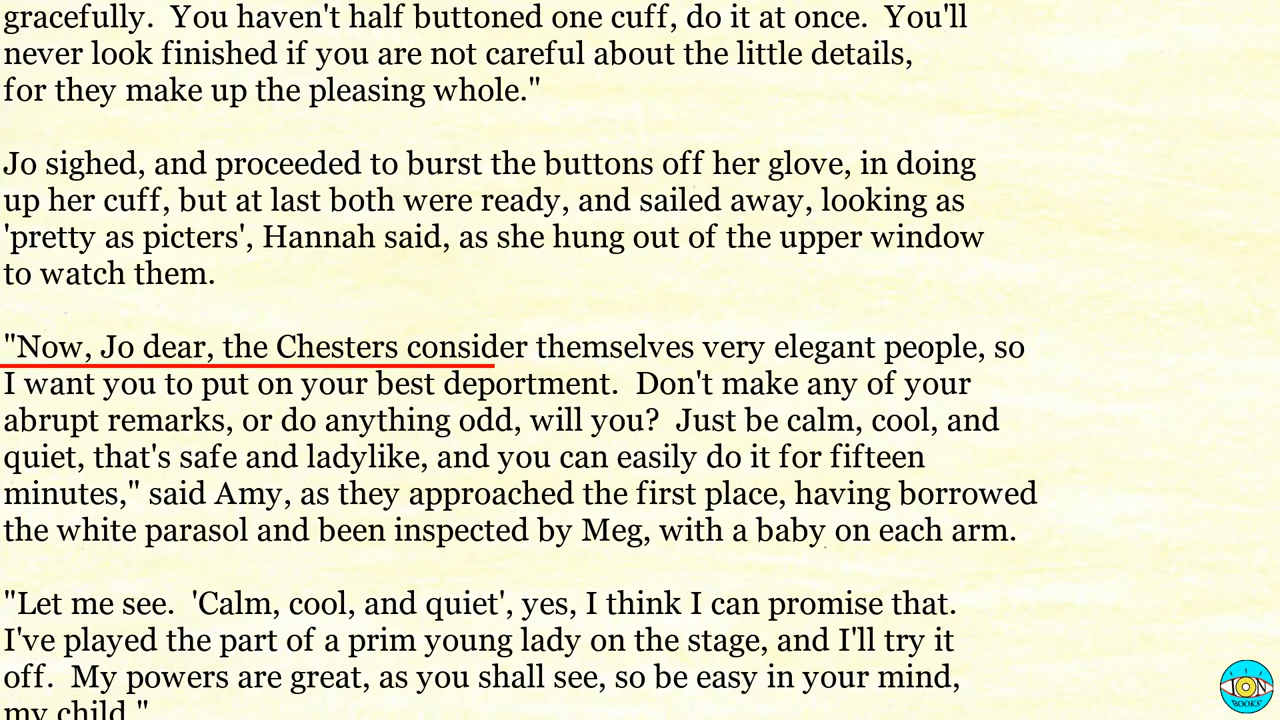 gracefully.  You haven't half buttoned one cuff, do it at once.  You'll
never look finished if you are not careful about the little details,
for they make up the pleasing whole."
Jo sighed, and proceeded to burst the buttons off her glove, in doing
up her cuff, but at last both were ready, and sailed away, looking as
'pretty as picters', Hannah said, as she hung out of the upper window
to watch them.
"Now, Jo dear, the Chesters consider themselves very elegant people, so
I want you to put on your best deportment.  Don't make any of your
abrupt remarks, or do anything odd, will you?  Just be calm, cool, and
quiet, that's safe and ladylike, and you can easily do it for fifteen
minutes," said Amy, as they approached the first place, having borrowed
the white parasol and been inspected by Meg, with a baby on each arm.
"Let me see.  'Calm, cool, and quiet', yes, I think I can promise that.
I've played the part of a prim young lady on the stage, and I'll try it
off.  My powers are great, as you shall see, so be easy in your mind,
my child."
ION
BOOKS